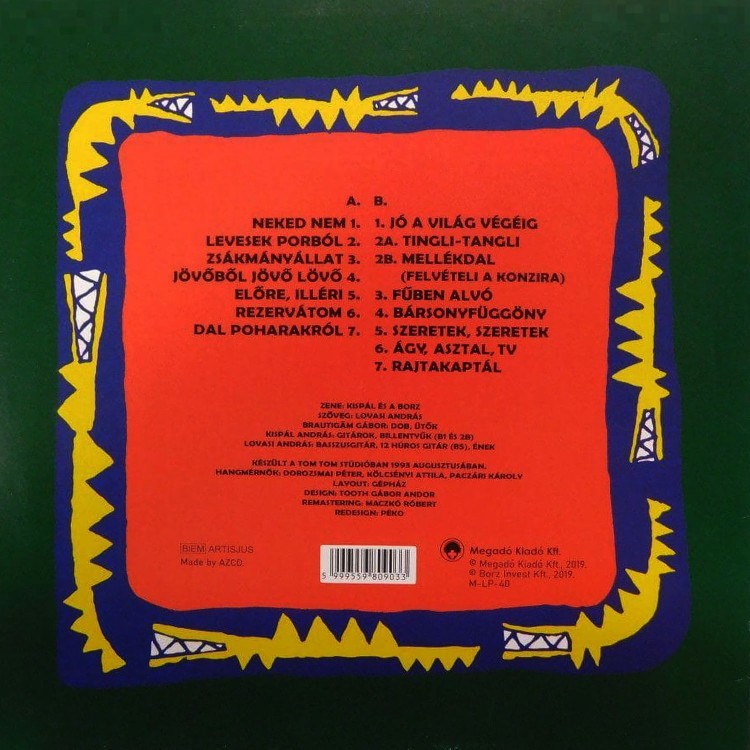 A. B.
NEKED NEM 1.
LEVESEK PORBÓL 2.
ZSÁKMÁNYÁLLAT 3.
JÖVŐBŐL JÖVŐ LÖVŐ 4.
ELŐRE, ILLÉRI 5.
REZERVÁTOM 6.
DAL POHARAKRÓL 7.
1. JÓ A VILÁG VÉGÉIG
2A. TINGLI-TANGLI
2B. MELLÉKDAL
(FELVÉTELI A KONZIRA)
3. FŰBEN ALVÓ
4. BÁRSONYFÜGGÖNY
5. SZERETEK, SZERETEK
6. ÁGY, ASZTAL, TV
7. RAJTAKAPTÁL
ZENE: KISPÁL ÉS A BORZ
SZÖVEG: LOVASI ANDRÁS
BRAUTIGÁM GÁBOR: DOB, ÜTŐK
KISPÁL ANDRÁS: GITÁROK, BILLENTYŰK (B1 ÉS 2B)
LOVASI ANDRÁS: BASSZUSGITÁR, 12 HÚROS GITÁR (B5), ÉNEK
KÉSZÜLT A TOM TOM STÚDIÓBAN 1993 AUGUSZTUSÁBAN.
HANGMÉRNÖK: DOROZSMAI PÉTER, KÖLCSÉNYI ATTILA, PACZÁRI KÁROLY
LAYOUT: GÉPHÁZ
DESIGN: TOOTH GÁBOR ANDOR
REMASTERING: MACZKÓ RÓBERT
REDESIGN: PÉKO
BIEM ARTISJUS
Made by AZCD.
5 999559 809033
Megadó Kiadó Kft.
℗ Megadó Kiadó Kft., 2019.
© Borz Invest Kft., 2019.
M-LP-40